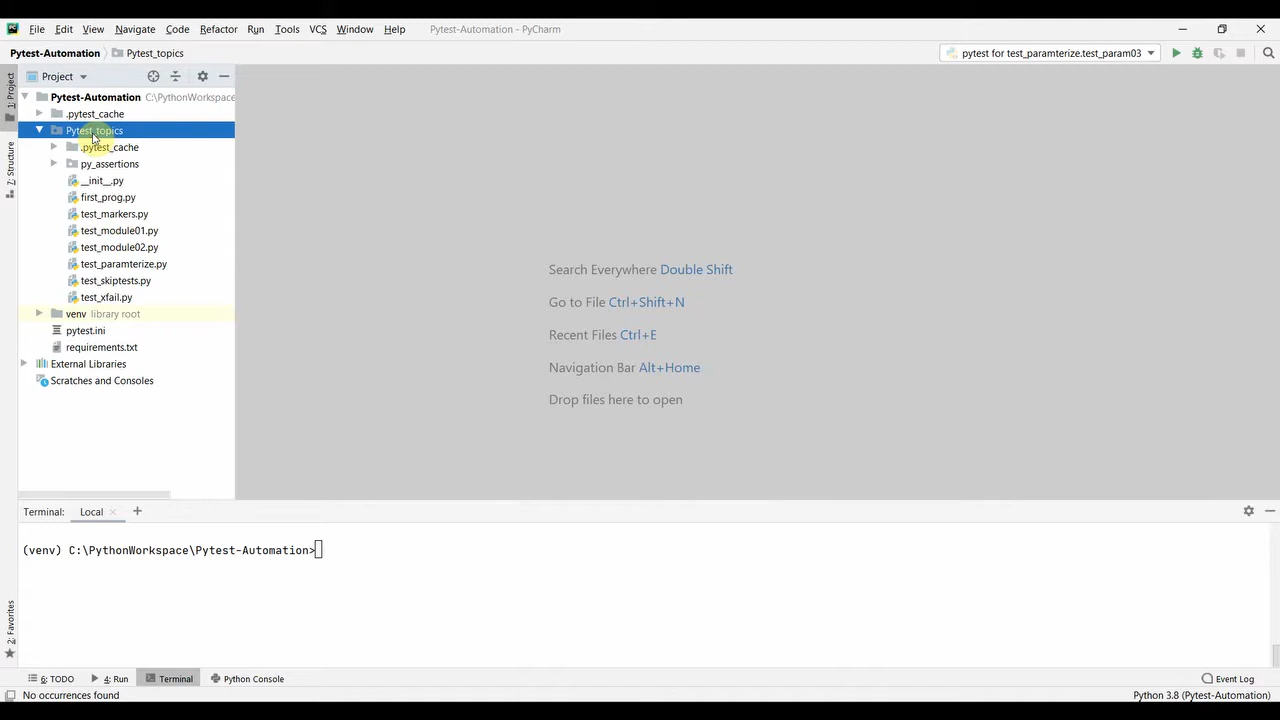 File Edit View Navigate Code Refactor Run Tools VCS Window Help Pytest-Automation - PyCharm
Pytest-Automation Pytest_topics pytest for test_paramterize.test_param03
1: Project
7: Structure
2: Favorites
Project
Pytest-Automation C:\PythonWorkspace
.pytest_cache
Pytest_topics
.pytest_cache
py_assertions
__init__.py
first_prog.py
test_markers.py
test_module01.py
test_module02.py
test_paramterize.py
test_skiptests.py
test_xfail.py
venv library root
pytest.ini
requirements.txt
External Libraries
Scratches and Consoles
Search Everywhere Double Shift
Go to File Ctrl+Shift+N
Recent Files Ctrl+E
Navigation Bar Alt+Home
Drop files here to open
Terminal: Local
(venv) C:\PythonWorkspace\Pytest-Automation>
6: TODO 4: Run Terminal Python Console Event Log
No occurrences found Python 3.8 (Pytest-Automation)